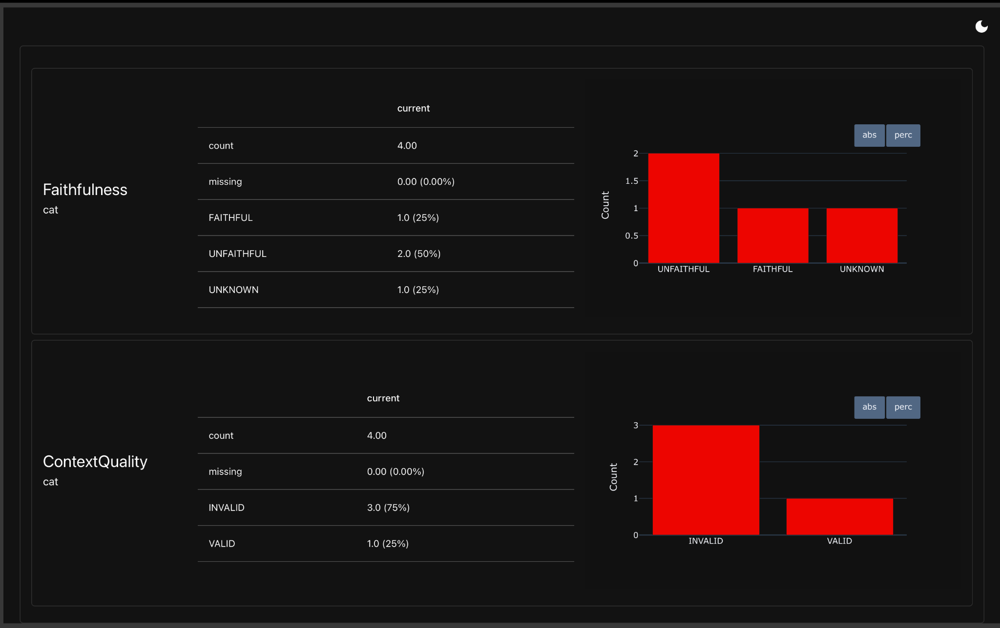 Faithfulness
cat
current
count 4.00
missing 0.00 (0.00%)
FAITHFUL 1.0 (25%)
UNFAITHFUL 2.0 (50%)
UNKNOWN 1.0 (25%)
abs perc
Count
2
1.5
1
0.5
0
UNFAITHFUL FAITHFUL UNKNOWN
ContextQuality
cat
current
count 4.00
missing 0.00 (0.00%)
INVALID 3.0 (75%)
VALID 1.0 (25%)
abs perc
Count
3
2
1
0
INVALID VALID